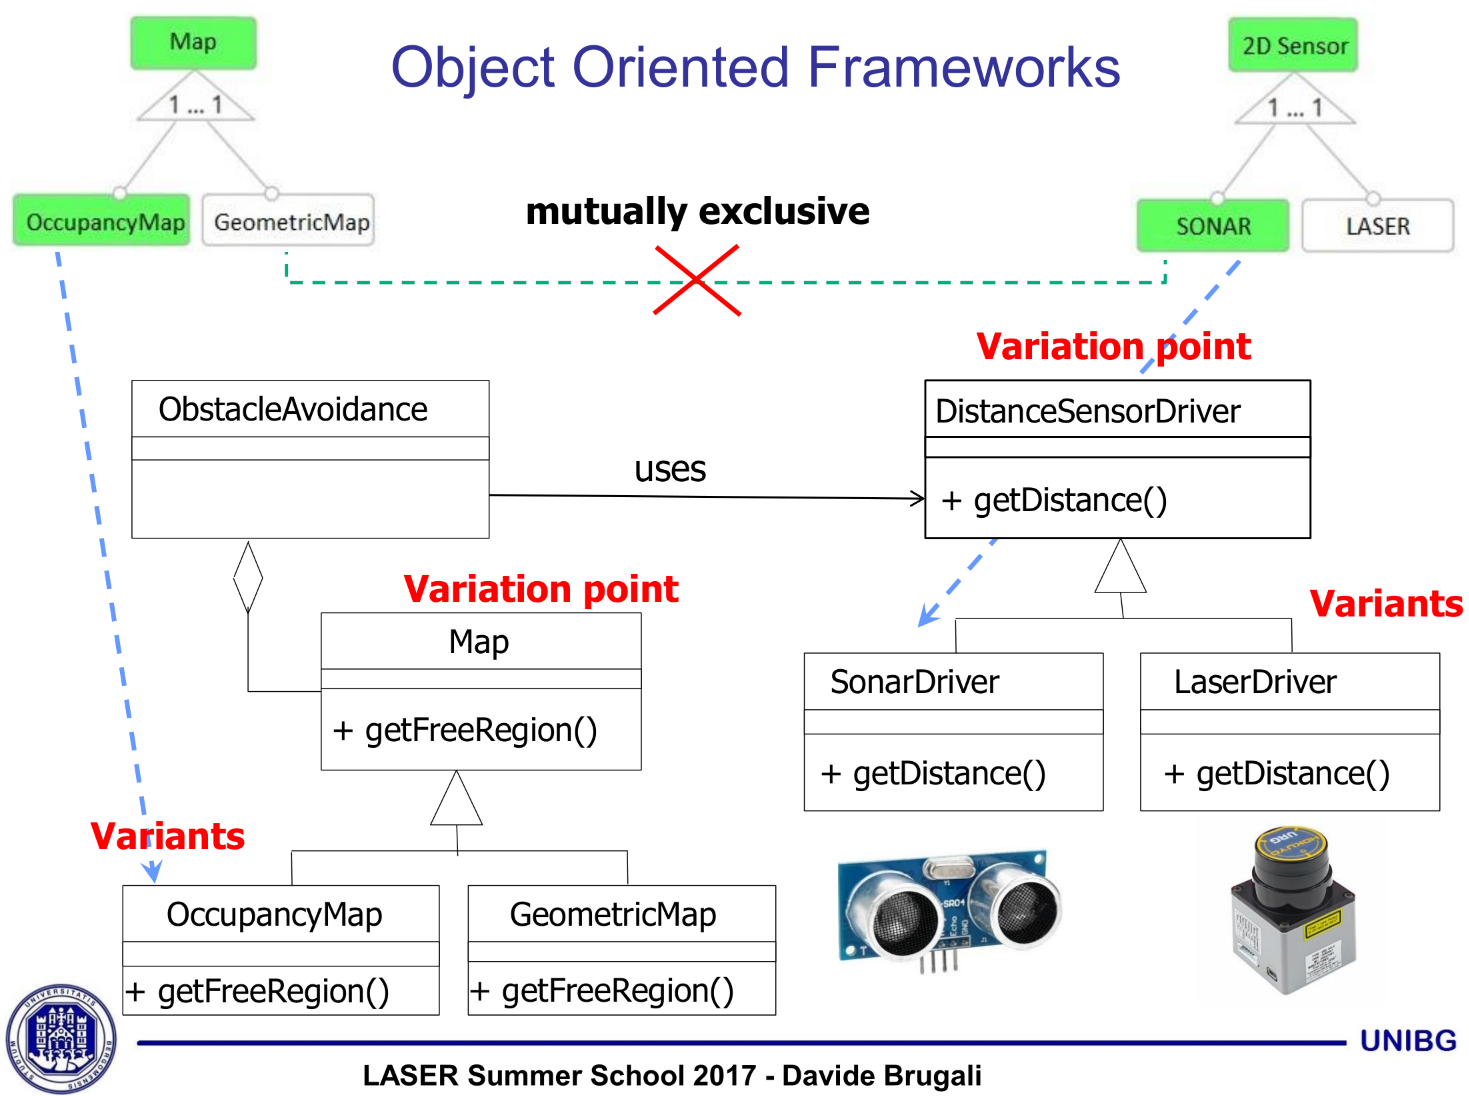 Object Oriented Frameworks
Map
1 ... 1
OccupancyMap
GeometricMap
2D Sensor
1 ... 1
SONAR
LASER
mutually exclusive
Variation point
ObstacleAvoidance
uses
DistanceSensorDriver
+ getDistance()
Variation point
Map
+ getFreeRegion()
Variants
SonarDriver
+ getDistance()
LaserDriver
+ getDistance()
Variants
OccupancyMap
+ getFreeRegion()
GeometricMap
+ getFreeRegion()
UNIBG
LASER Summer School 2017 - Davide Brugali